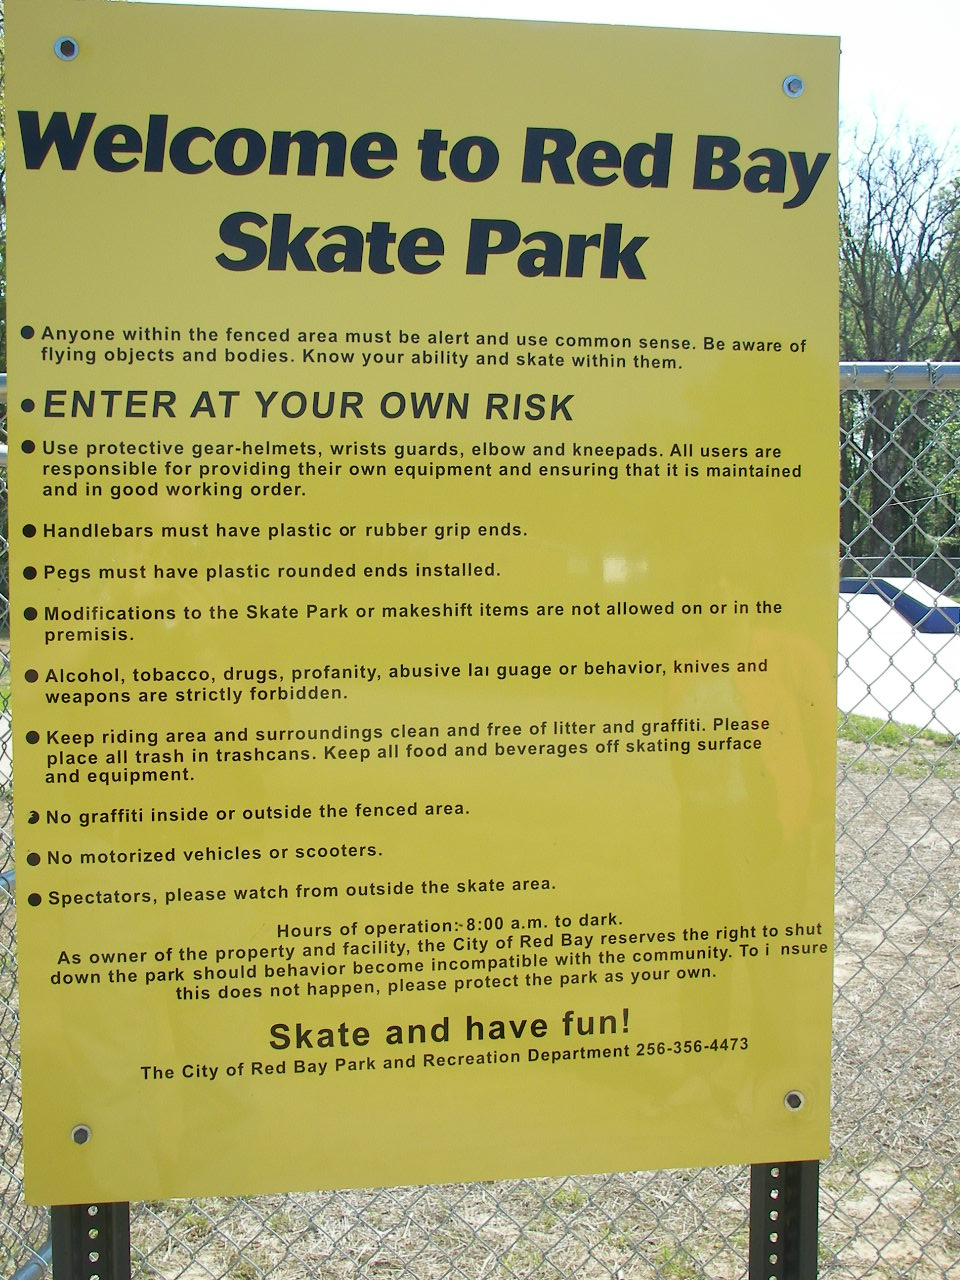 Welcome to Red Bay
Skate Park
● Anyone within the fenced area must be alert and use common sense. Be aware of
flying objects and bodies. Know your ability and skate within them.
● ENTER AT YOUR OWN RISK
● Use protective gear-helmets, wrists guards, elbow and kneepads. All users are
responsible for providing their own equipment and ensuring that it is maintained
and in good working order.
● Handlebars must have plastic or rubber grip ends.
● Pegs must have plastic rounded ends installed.
● Modifications to the Skate Park or makeshift items are not allowed on or in the
premisis.
● Alcohol, tobacco, drugs, profanity, abusive language or behavior, knives and
weapons are strictly forbidden.
● Keep riding area and surroundings clean and free of litter and graffiti. Please
place all trash in trashcans. Keep all food and beverages off skating surface
and equipment.
● No graffiti inside or outside the fenced area.
● No motorized vehicles or scooters.
● Spectators, please watch from outside the skate area.
Hours of operation: 8:00 a.m. to dark.
As owner of the property and facility, the City of Red Bay reserves the right to shut
down the park should behavior become incompatible with the community. To insure
this does not happen, please protect the park as your own.
Skate and have fun!
The City of Red Bay Park and Recreation Department 256-356-4473